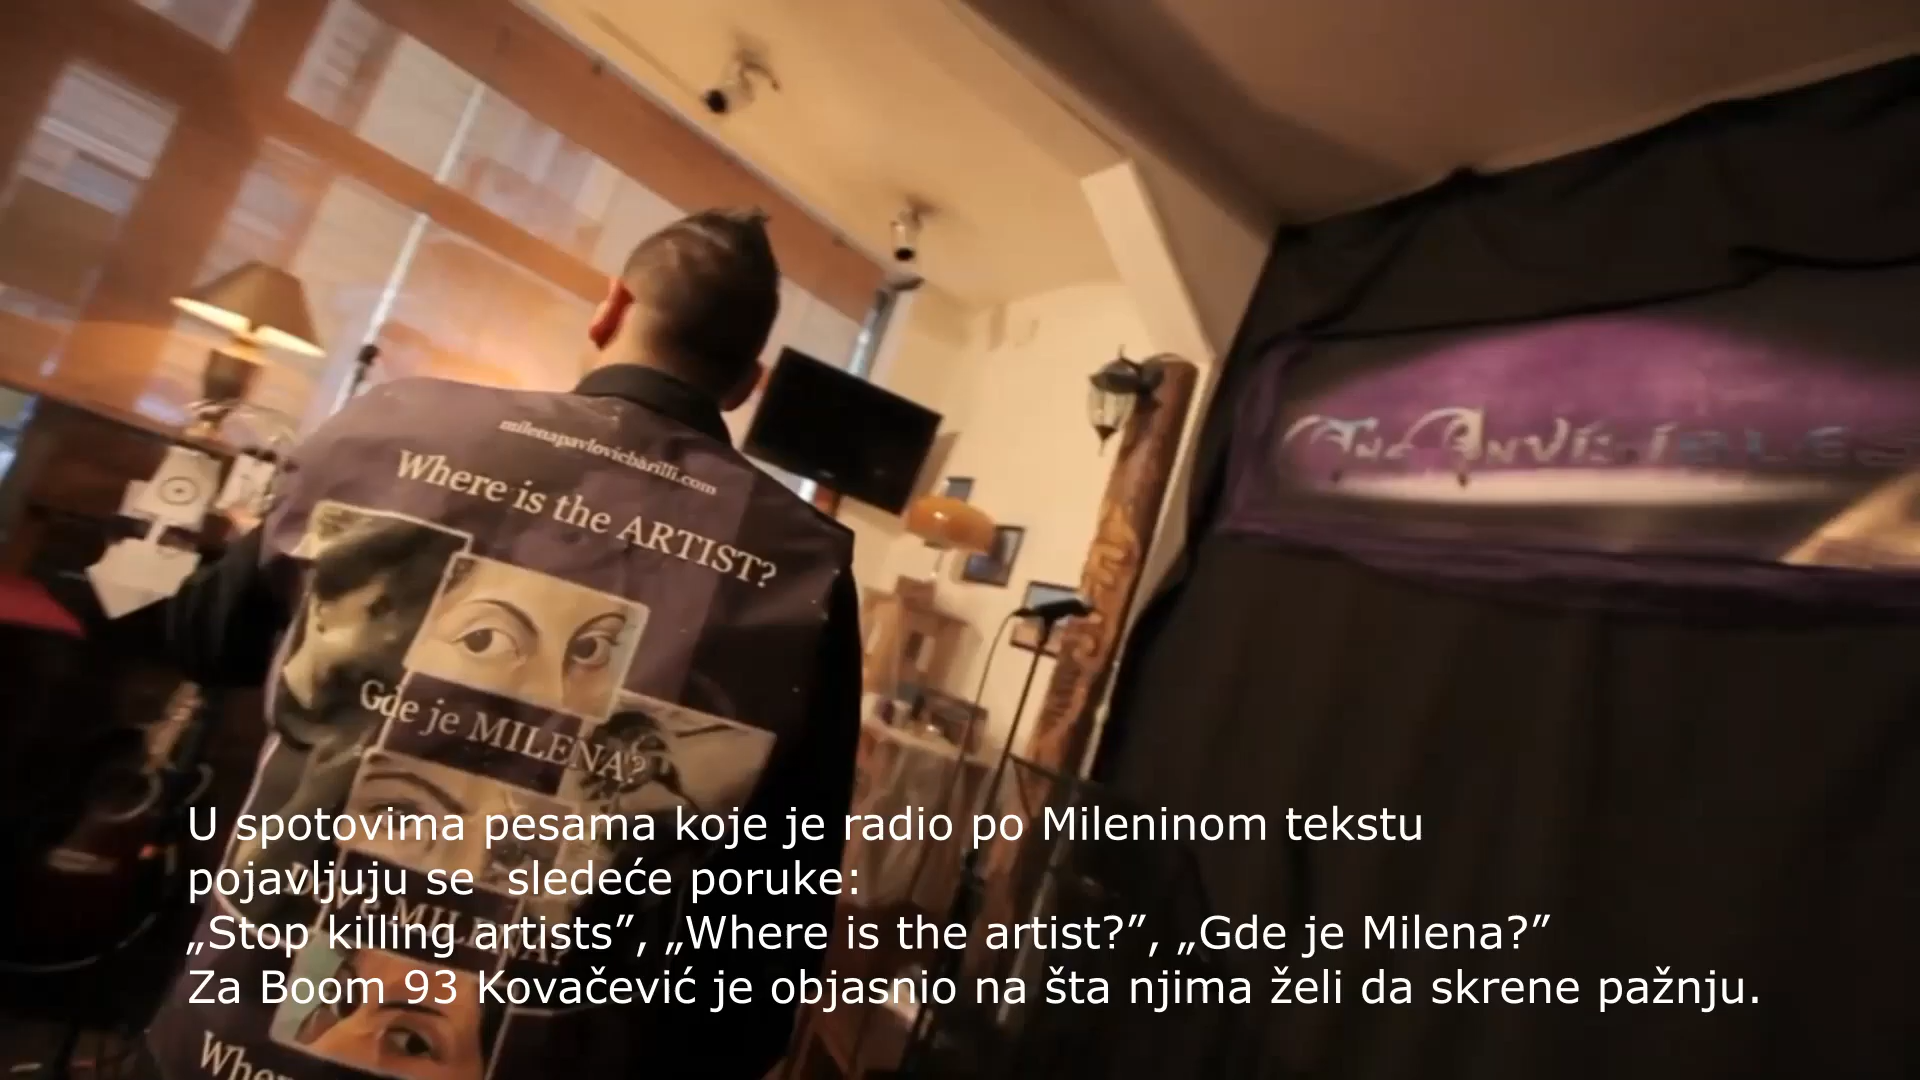 milenapavlovicbarilli.com
Where is the ARTIST?
Gde je MILENA?
U spotovima pesama koje je radio po Mileninom tekstu
pojavljuju se  sledeće poruke:
„Stop killing artists”, „Where is the artist?”, „Gde je Milena?”
Za Boom 93 Kovačević je objasnio na šta njima želi da skrene pažnju.